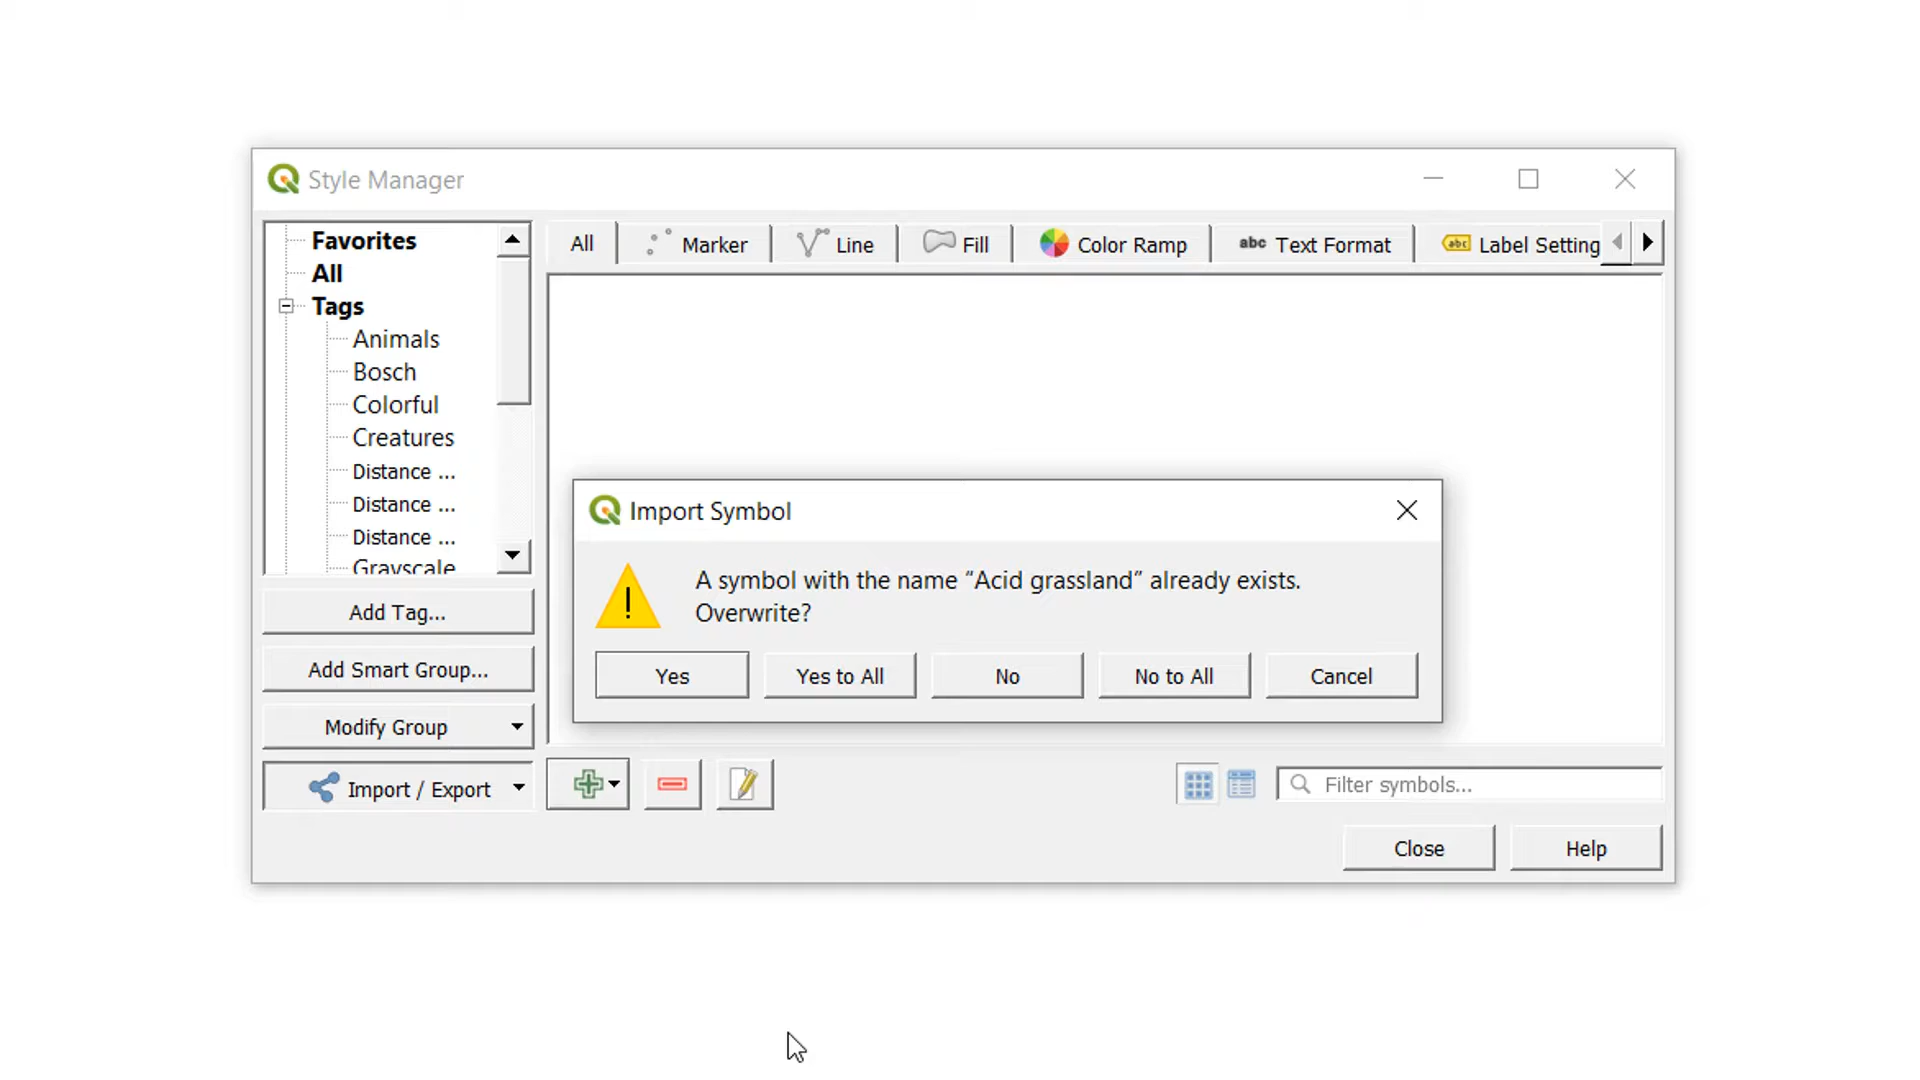 Style Manager
Favorites
All
Tags
Animals
Bosch
Colorful
Creatures
Distance ...
Distance ...
Distance ...
Grayscale
Add Tag...
Add Smart Group...
Modify Group
Import / Export
All
Marker
Line
Fill
Color Ramp
abc Text Format
abc Label Setting
Import Symbol
A symbol with the name “Acid grassland” already exists.
Overwrite?
Yes
Yes to All
No
No to All
Cancel
Filter symbols...
Close
Help